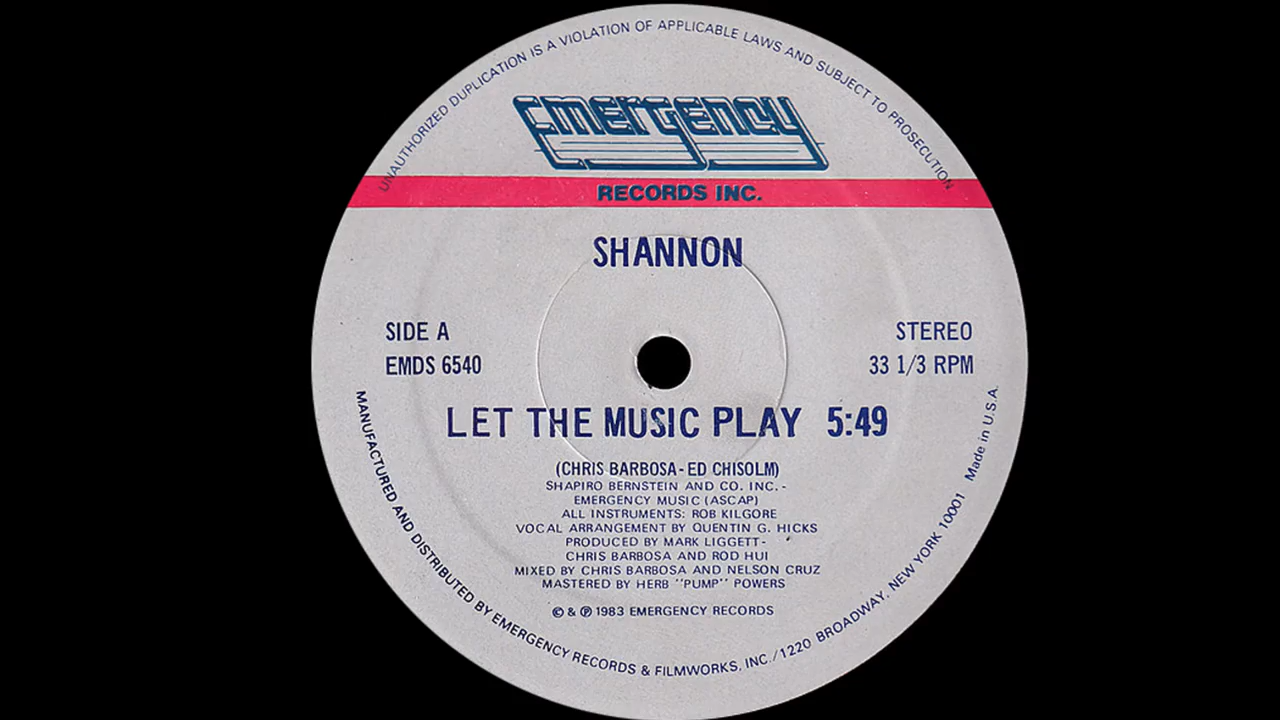 UNAUTHORIZED DUPLICATION IS A VIOLATION OF APPLICABLE LAWS AND SUBJECT TO PROSECUTION
Emergency
RECORDS INC.
SHANNON
SIDE A
EMDS 6540
STEREO
33 1/3 RPM
LET THE MUSIC PLAY 5:49
(CHRIS BARBOSA-ED CHISOLM)
SHAPIRO BERNSTEIN AND CO. INC.-
EMERGENCY MUSIC (ASCAP)
ALL INSTRUMENTS: ROB KILGORE
VOCAL ARRANGEMENT BY QUENTIN G. HICKS
PRODUCED BY MARK LIGGETT-
CHRIS BARBOSA AND ROD HUI
MIXED BY CHRIS BARBOSA AND NELSON CRUZ
MASTERED BY HERB "PUMP" POWERS
© & ℗ 1983 EMERGENCY RECORDS
MANUFACTURED AND DISTRIBUTED BY EMERGENCY RECORDS & FILMWORKS, INC./1220 BROADWAY, NEW YORK 10001 Made in U.S.A.